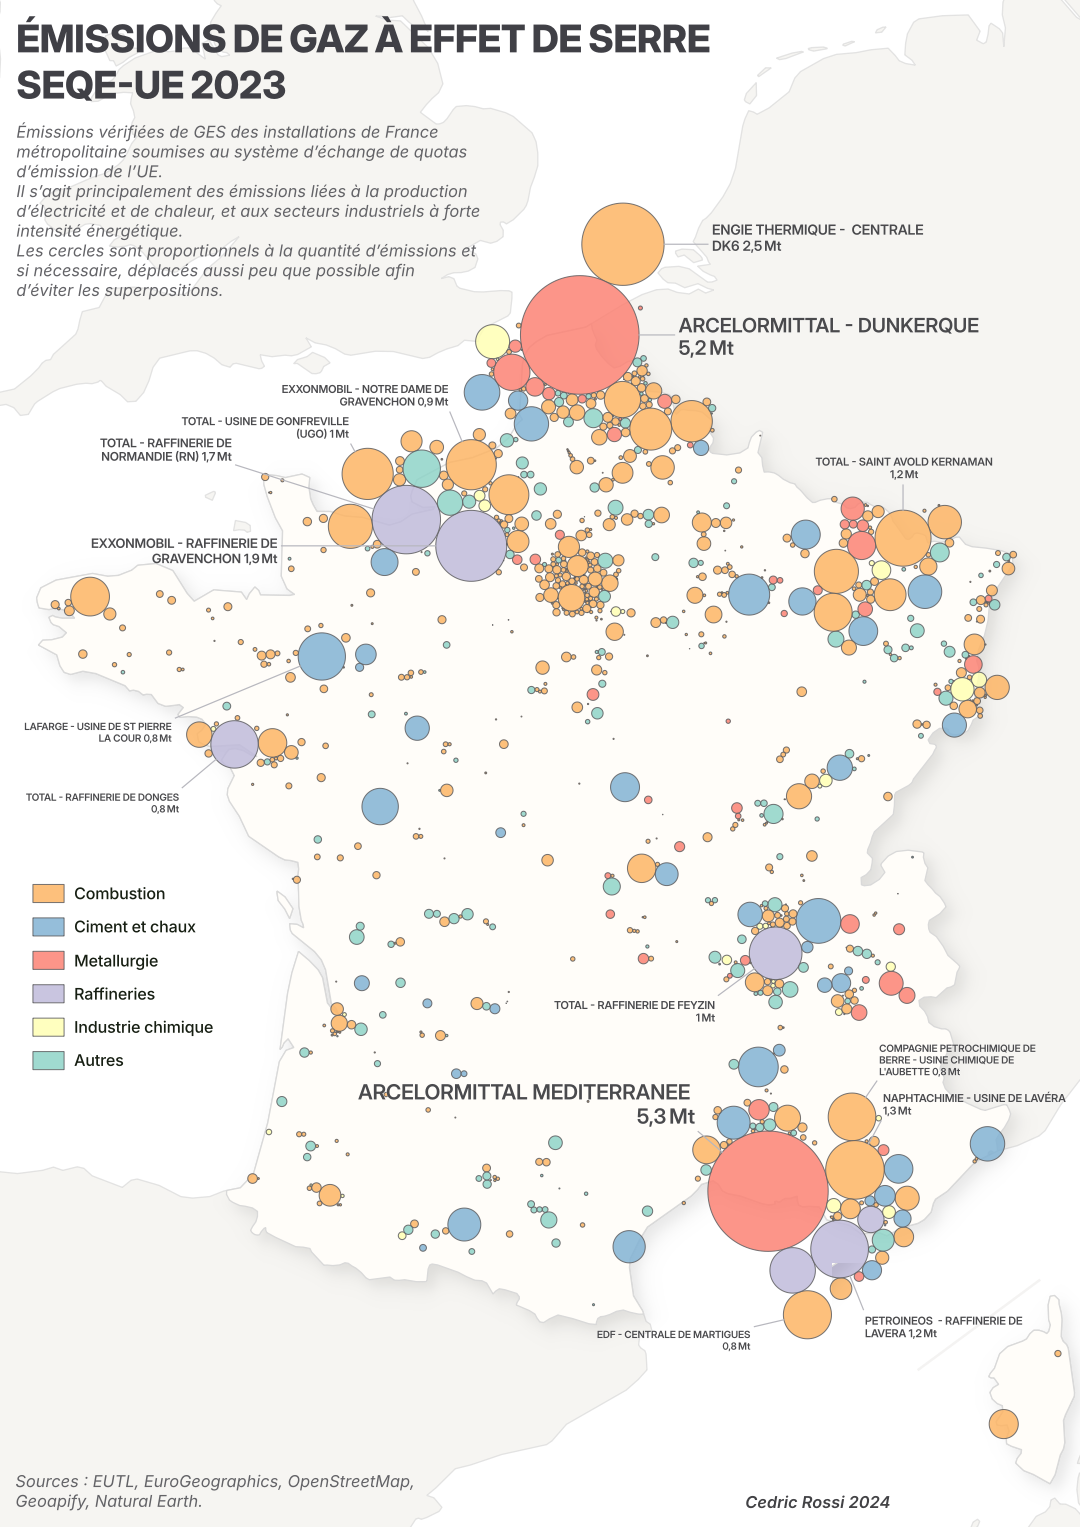 ÉMISSIONS DE GAZ À EFFET DE SERRE
SEQE-UE 2023
Émissions vérifiées de GES des installations de France
métropolitaine soumises au système d’échange de quotas
d’émission de l’UE.
Il s’agit principalement des émissions liées à la production
d’électricité et de chaleur, et aux secteurs industriels à forte
intensité énergétique.
Les cercles sont proportionnels à la quantité d’émissions et
si nécessaire, déplacés aussi peu que possible afin
d’éviter les superpositions.
ENGIE THERMIQUE - CENTRALE
DK6 2,5 Mt
ARCELORMITTAL - DUNKERQUE
5,2 Mt
EXXONMOBIL - NOTRE DAME DE
GRAVENCHON 0,9 Mt
TOTAL - USINE DE GONFREVILLE
(UGO) 1 Mt
TOTAL - RAFFINERIE DE
NORMANDIE (RN) 1,7 Mt
TOTAL - SAINT AVOLD KERNAMAN
1,2 Mt
EXXONMOBIL - RAFFINERIE DE
GRAVENCHON 1,9 Mt
LAFARGE - USINE DE ST PIERRE
LA COUR 0,8 Mt
TOTAL - RAFFINERIE DE DONGES
0,8 Mt
Combustion
Ciment et chaux
Metallurgie
Raffineries
Industrie chimique
Autres
TOTAL - RAFFINERIE DE FEYZIN
1 Mt
COMPAGNIE PETROCHIMIQUE DE
BERRE - USINE CHIMIQUE DE
L'AUBETTE 0,8 Mt
ARCELORMITTAL MEDITERRANEE
5,3 Mt
NAPHTACHIMIE - USINE DE LAVÉRA
1,3 Mt
PETROINEOS - RAFFINERIE DE
LAVERA 1,2 Mt
EDF - CENTRALE DE MARTIGUES
0,8 Mt
Sources : EUTL, EuroGeographics, OpenStreetMap,
Geoapify, Natural Earth.
Cedric Rossi 2024